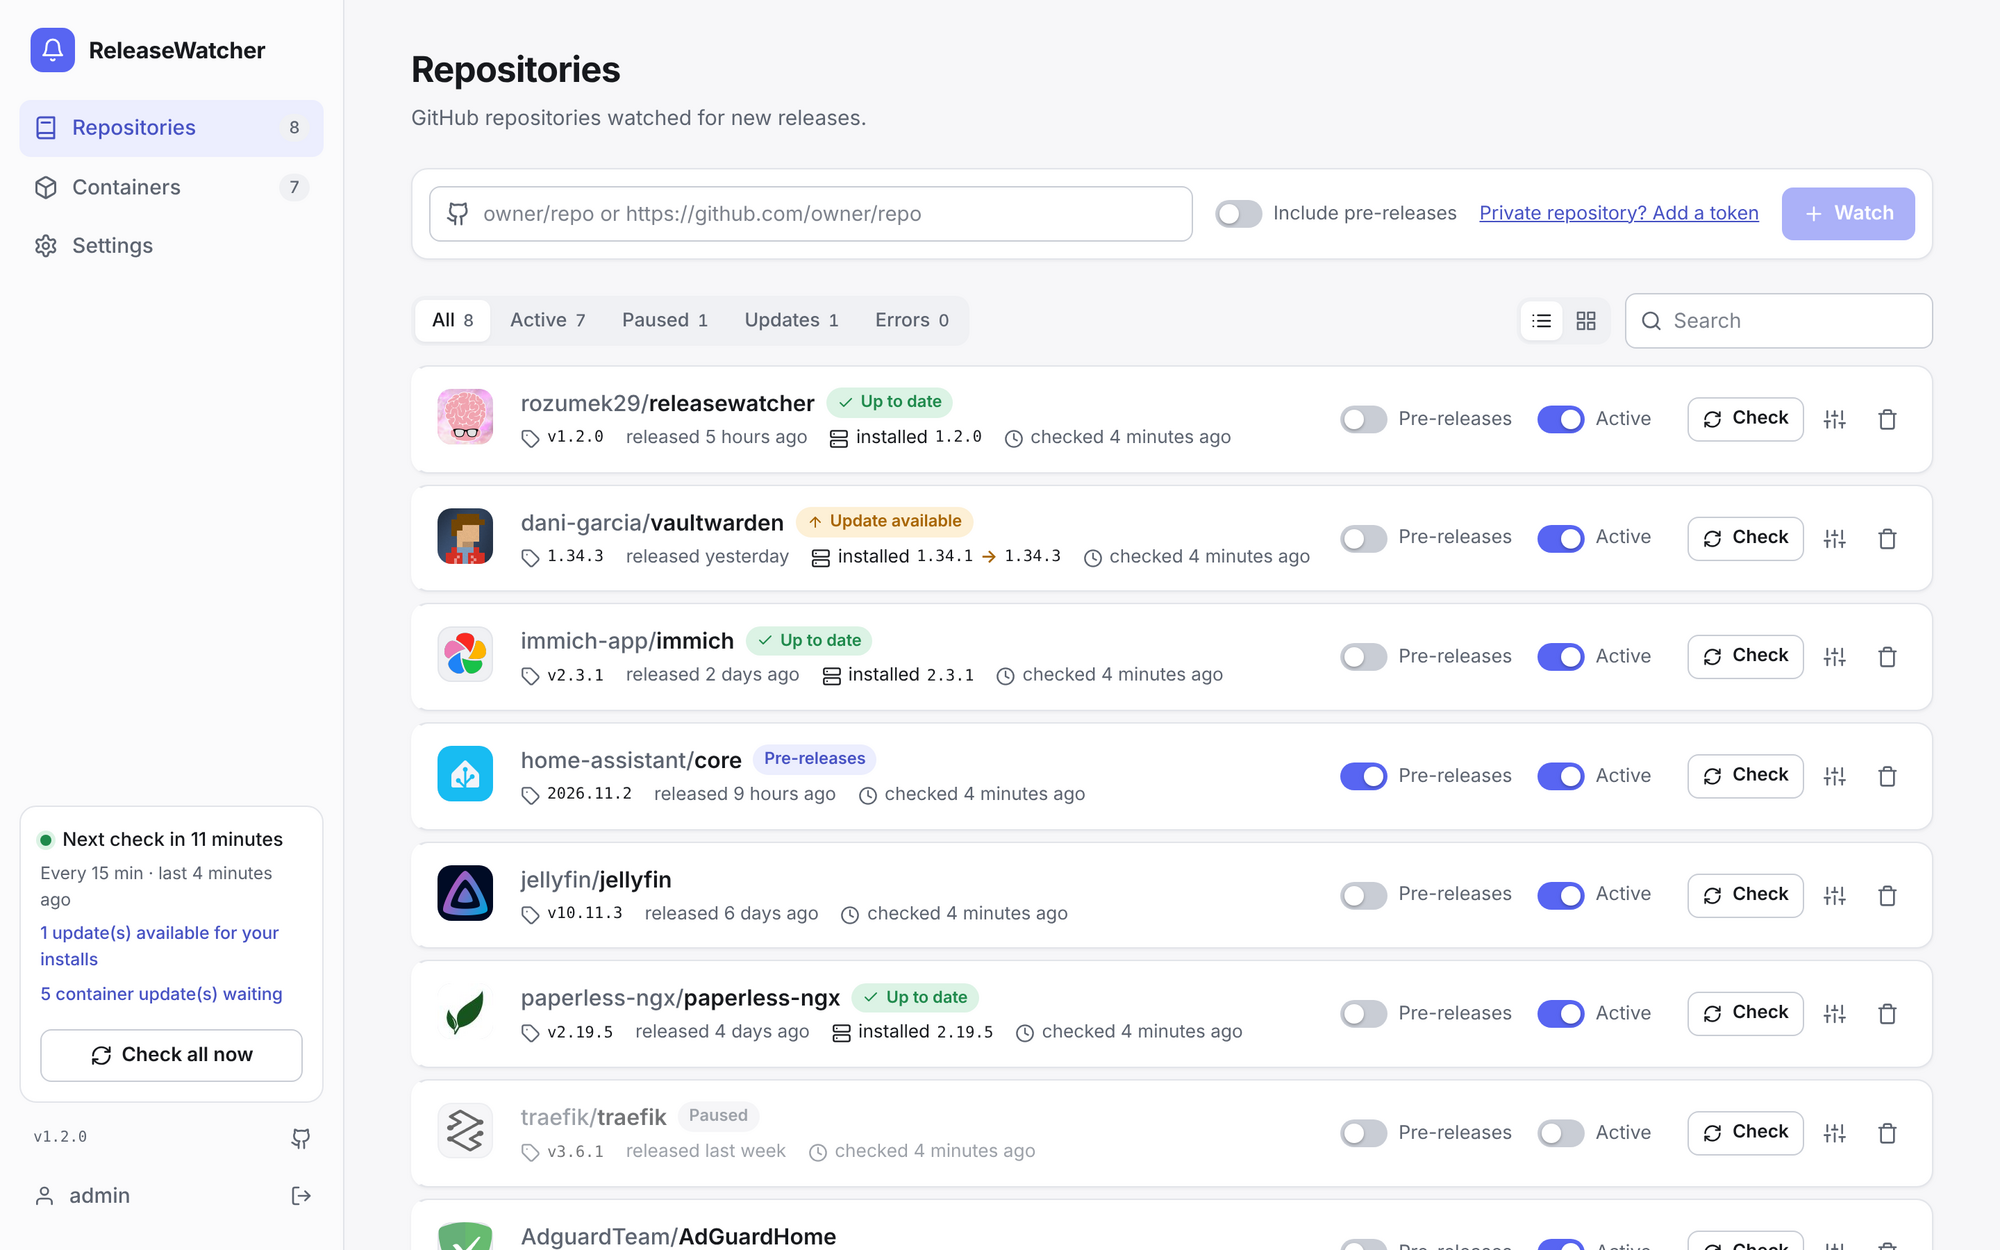 ReleaseWatcher
Repositories 8
Containers 7
Settings
Next check in 11 minutes
Every 15 min · last 4 minutes
ago
1 update(s) available for your
installs
5 container update(s) waiting
Check all now
v1.2.0
admin
Repositories
GitHub repositories watched for new releases.
owner/repo or https://github.com/owner/repo Include pre-releases Private repository? Add a token + Watch
All 8 Active 7 Paused 1 Updates 1 Errors 0 Search
rozumek29/releasewatcher Up to date
v1.2.0 released 5 hours ago installed 1.2.0 checked 4 minutes ago
Pre-releases Active Check
dani-garcia/vaultwarden Update available
1.34.3 released yesterday installed 1.34.1 → 1.34.3 checked 4 minutes ago
Pre-releases Active Check
immich-app/immich Up to date
v2.3.1 released 2 days ago installed 2.3.1 checked 4 minutes ago
Pre-releases Active Check
home-assistant/core Pre-releases
2026.11.2 released 9 hours ago checked 4 minutes ago
Pre-releases Active Check
jellyfin/jellyfin
v10.11.3 released 6 days ago checked 4 minutes ago
Pre-releases Active Check
paperless-ngx/paperless-ngx Up to date
v2.19.5 released 4 days ago installed 2.19.5 checked 4 minutes ago
Pre-releases Active Check
traefik/traefik Paused
v3.6.1 released last week checked 4 minutes ago
Pre-releases Active Check
AdguardTeam/AdGuardHome
Pre-releases Active Check